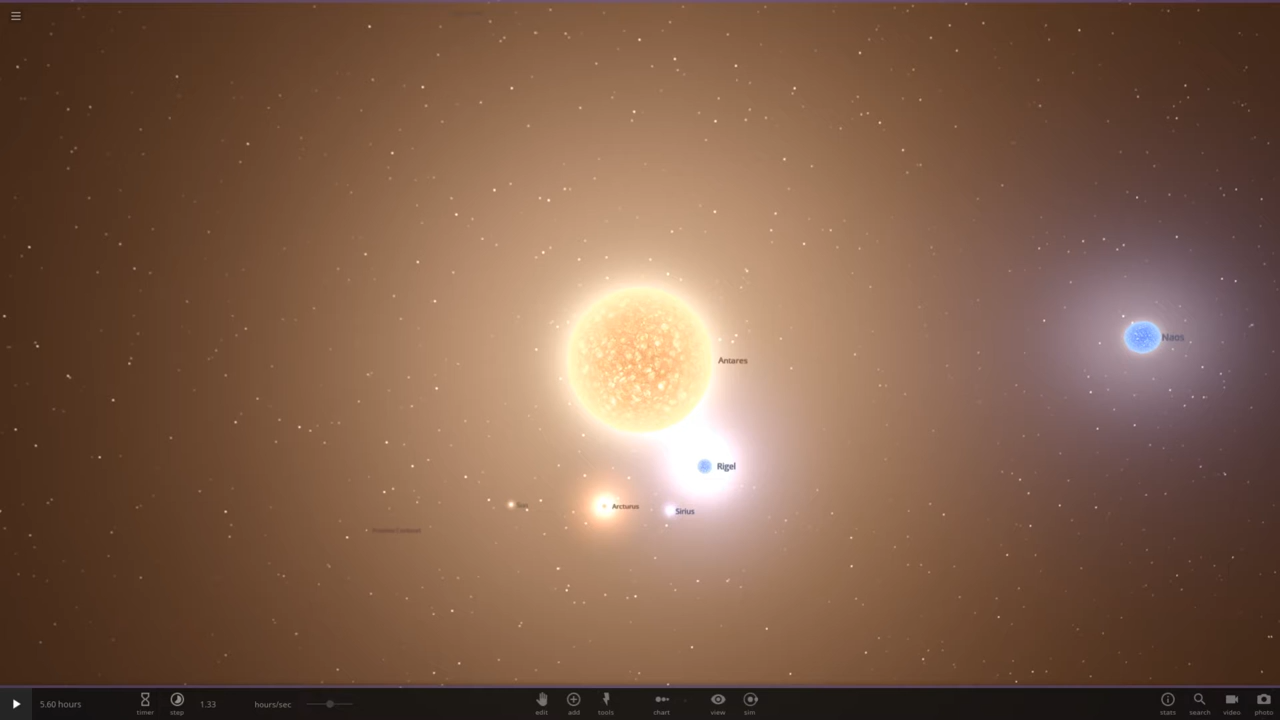 Naos
Antares
Rigel
Sun
Arcturus
Sirius
5.60 hours
timer
step
1.33
hours/sec
edit
add
tools
chart
view
sim
stats
search
video
photo